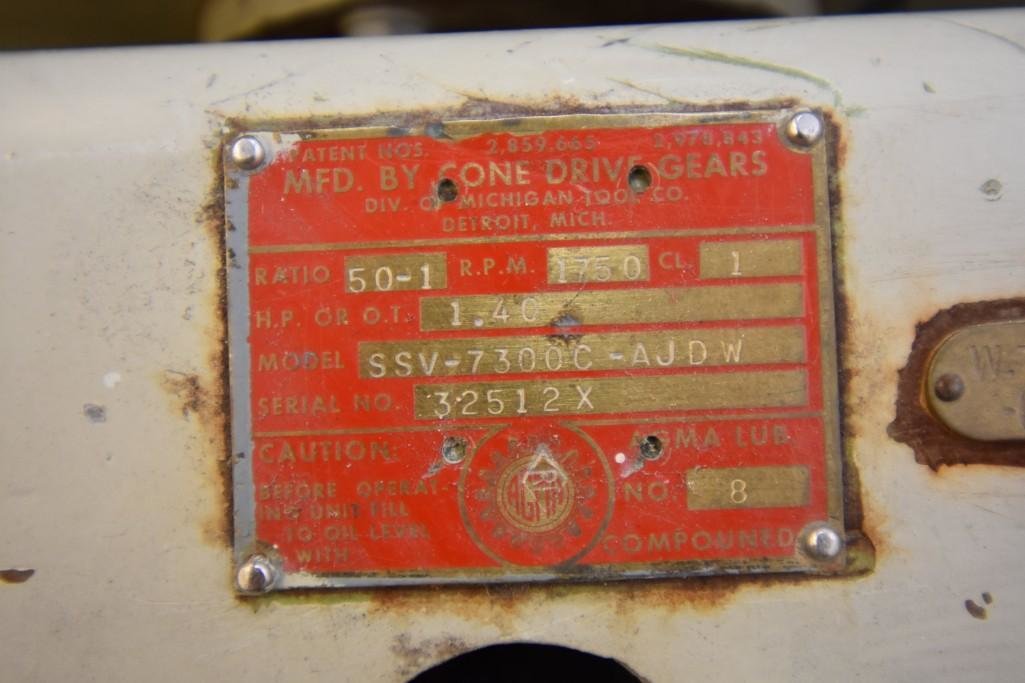 PATENT NOS. 2,859,665 2,978,843
MFD. BY CONE DRIVE GEARS
DIV. OF MICHIGAN TOOL CO.
DETROIT, MICH.
RATIO 50-1 R.P.M. 1750 CL. 1
H.P. OR O.T. 1.40
MODEL SSV-7300C-AJDW
SERIAL NO. 32512X
CAUTION: AGMA LUB.
BEFORE OPERAT-
ING UNIT FILL
TO OIL LEVEL
WITH
NO. 8
COMPOUNED
AGMA